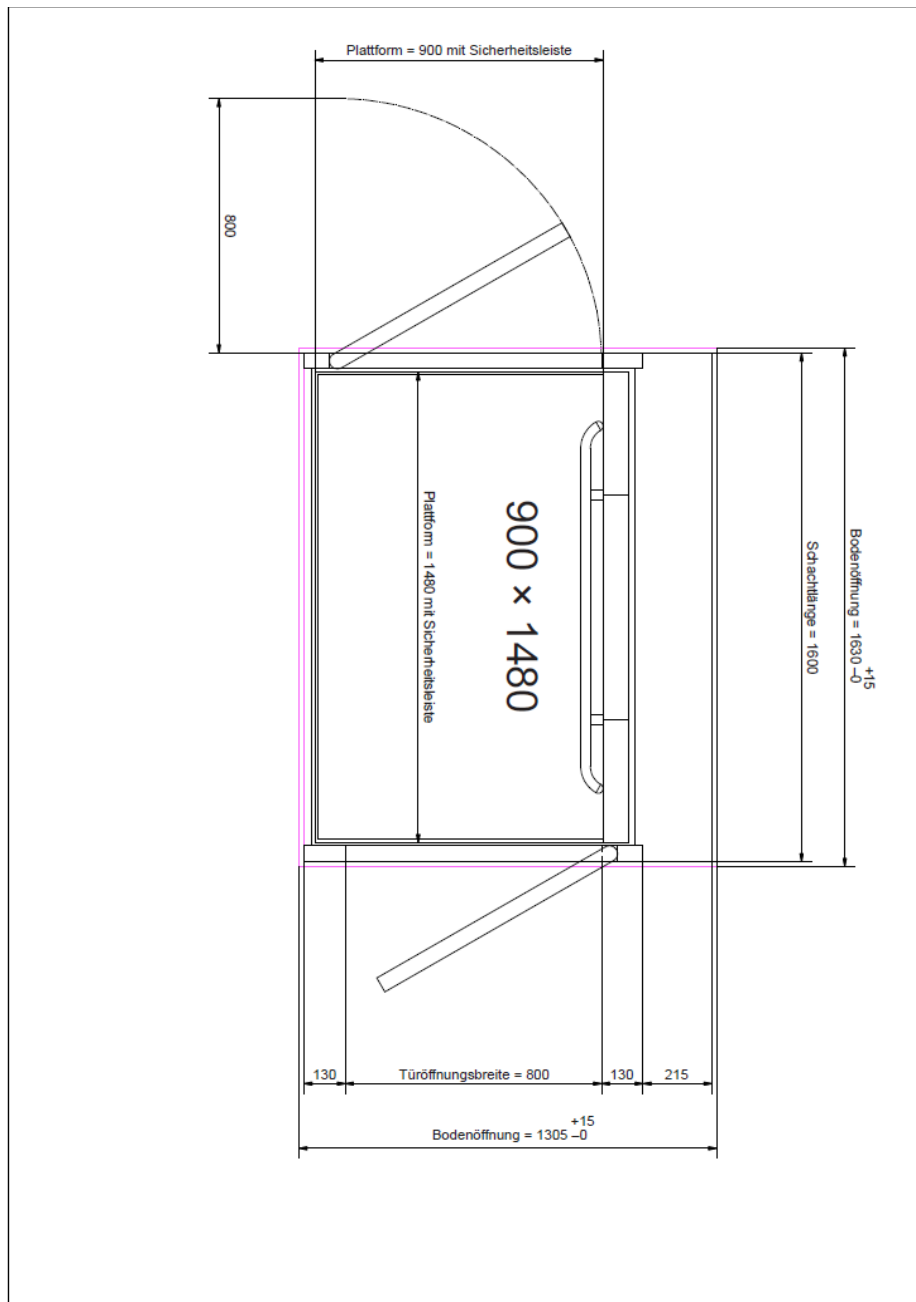 Plattform = 900 mit Sicherheitsleiste
800
Plattform = 1480 mit Sicherheitsleiste
900 × 1480
Schachtlänge = 1600
Bodenöffnung = 1630 +15 –0
130
Türöffnungsbreite = 800
130
215
Bodenöffnung = 1305 +15 –0